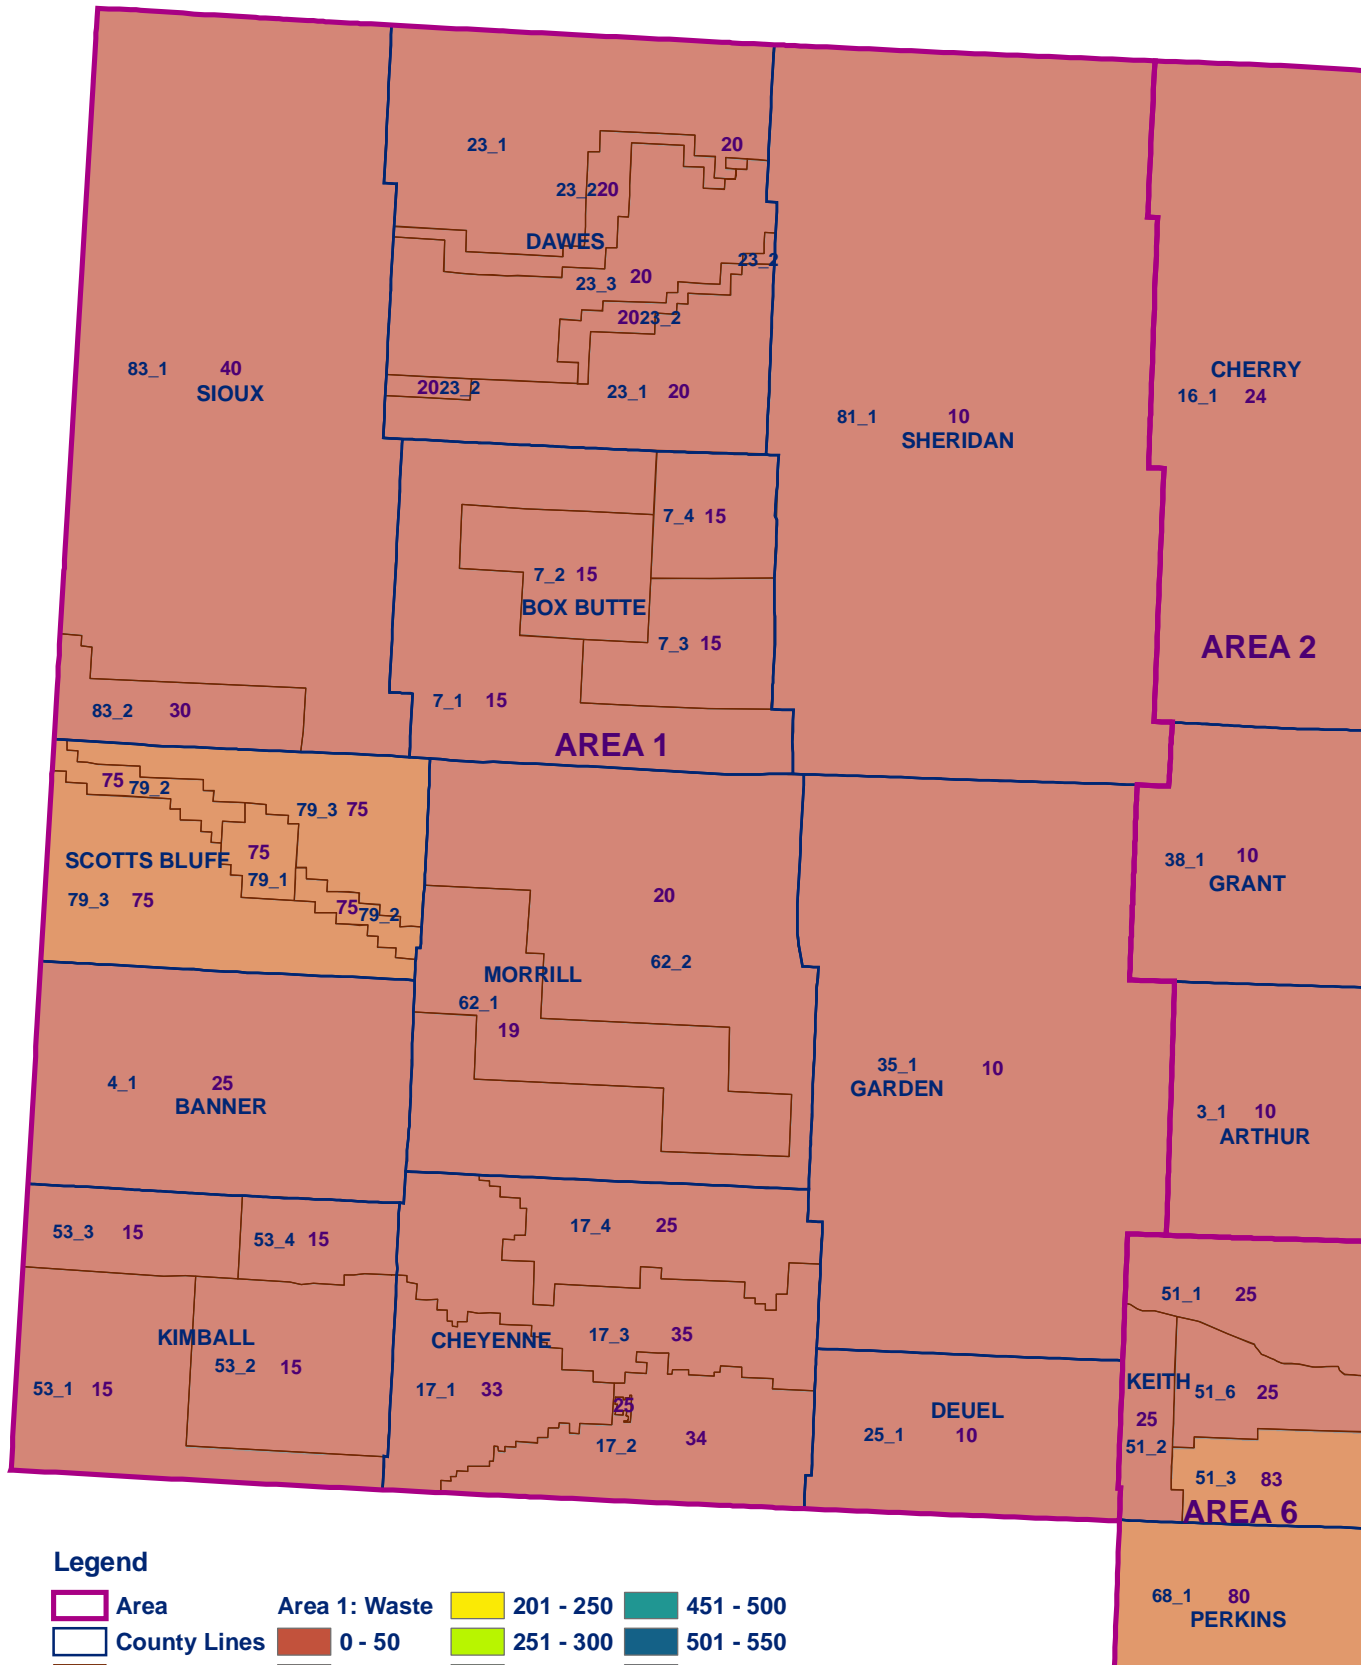 23_1
20
23_2 20
DAWES
23_2
23_3 20
20 23_2
83_1 40
SIOUX
20 23_2
23_1 20
81_1 10
SHERIDAN
CHERRY
16_1 24
7_4 15
7_2 15
BOX BUTTE
7_3 15
AREA 2
7_1 15
83_2 30
AREA 1
75 79_2
79_3 75
SCOTTS BLUFF
75
79_1
79_3 75
75 79_2
20
62_2
MORRILL
62_1
19
38_1 10
GRANT
4_1 25
BANNER
35_1 10
GARDEN
3_1 10
ARTHUR
53_3 15
53_4 15
17_4 25
51_1 25
KIMBALL
53_2 15
53_1 15
CHEYENNE
17_3 35
17_1 33
25
17_2 34
DEUEL
25_1 10
KEITH
51_6 25
25
51_2
51_3 83
AREA 6
68_1 80
PERKINS
Legend
Area
County Lines
Area 1: Waste
0 - 50
201 - 250
251 - 300
451 - 500
501 - 550